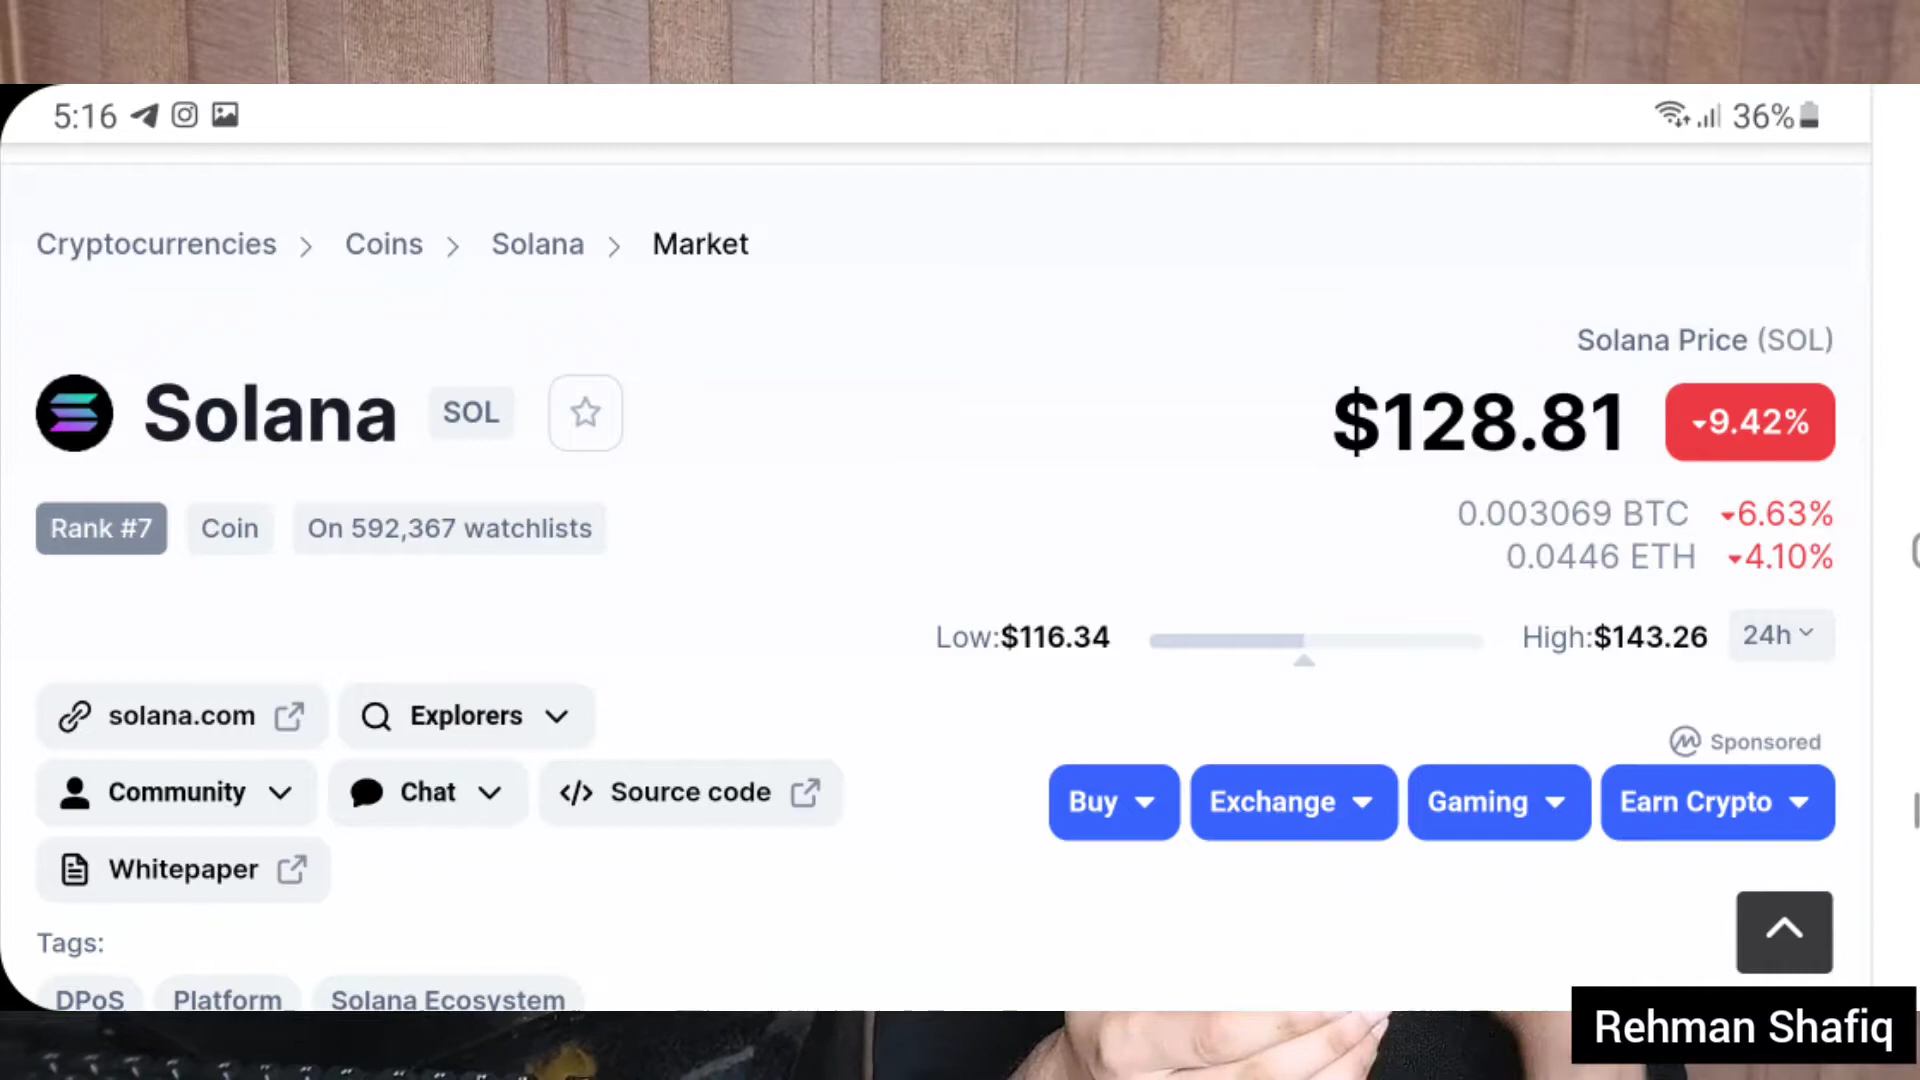 5:16
36%
Cryptocurrencies > Coins > Solana > Market
Solana Price (SOL)
Solana SOL
$128.81 9.42%
Rank #7 Coin On 592,367 watchlists
0.003069 BTC 6.63%
0.0446 ETH 4.10%
Low:$116.34 High:$143.26 24h
solana.com Explorers
Sponsored
Community Chat </> Source code
Buy Exchange Gaming Earn Crypto
Whitepaper
Tags:
DPoS Platform Solana Ecosystem
Rehman Shafiq